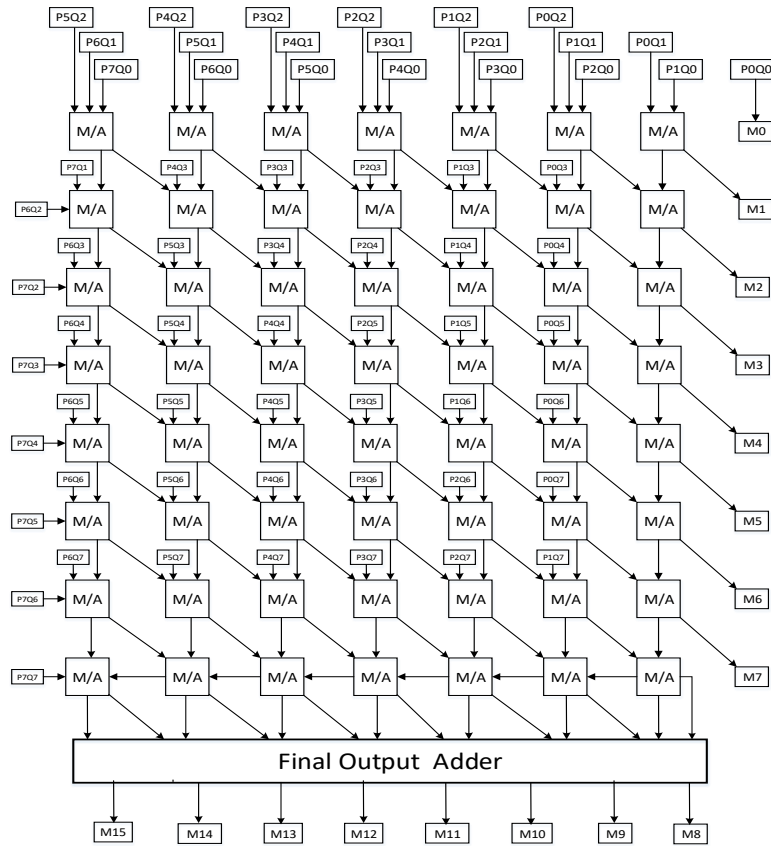 P5Q2 P4Q2 P3Q2 P2Q2 P1Q2 P0Q2
P6Q1 P5Q1 P4Q1 P3Q1 P2Q1 P1Q1 P0Q1
P7Q0 P6Q0 P5Q0 P4Q0 P3Q0 P2Q0 P1Q0 P0Q0
M/A M/A M/A M/A M/A M/A M/A M0
P7Q1 P4Q3 P3Q3 P2Q3 P1Q3 P0Q3
P6Q2 M/A M/A M/A M/A M/A M/A M/A M1
P6Q3 P5Q3 P3Q4 P2Q4 P1Q4 P0Q4
P7Q2 M/A M/A M/A M/A M/A M/A M/A M2
P6Q4 P5Q4 P4Q4 P2Q5 P1Q5 P0Q5
P7Q3 M/A M/A M/A M/A M/A M/A M/A M3
P6Q5 P5Q5 P4Q5 P3Q5 P1Q6 P0Q6
P7Q4 M/A M/A M/A M/A M/A M/A M/A M4
P6Q6 P5Q6 P4Q6 P3Q6 P2Q6 P0Q7
P7Q5 M/A M/A M/A M/A M/A M/A M/A M5
P6Q7 P5Q7 P4Q7 P3Q7 P2Q7 P1Q7
P7Q6 M/A M/A M/A M/A M/A M/A M/A M6
P7Q7 M/A M/A M/A M/A M/A M/A M/A M7
Final Output Adder
M15 M14 M13 M12 M11 M10 M9 M8